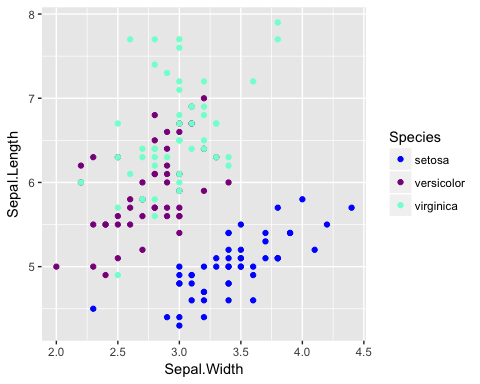 8
7
6
5
Sepal.Length
2.0 2.5 3.0 3.5 4.0 4.5
Sepal.Width
Species
setosa
versicolor
virginica